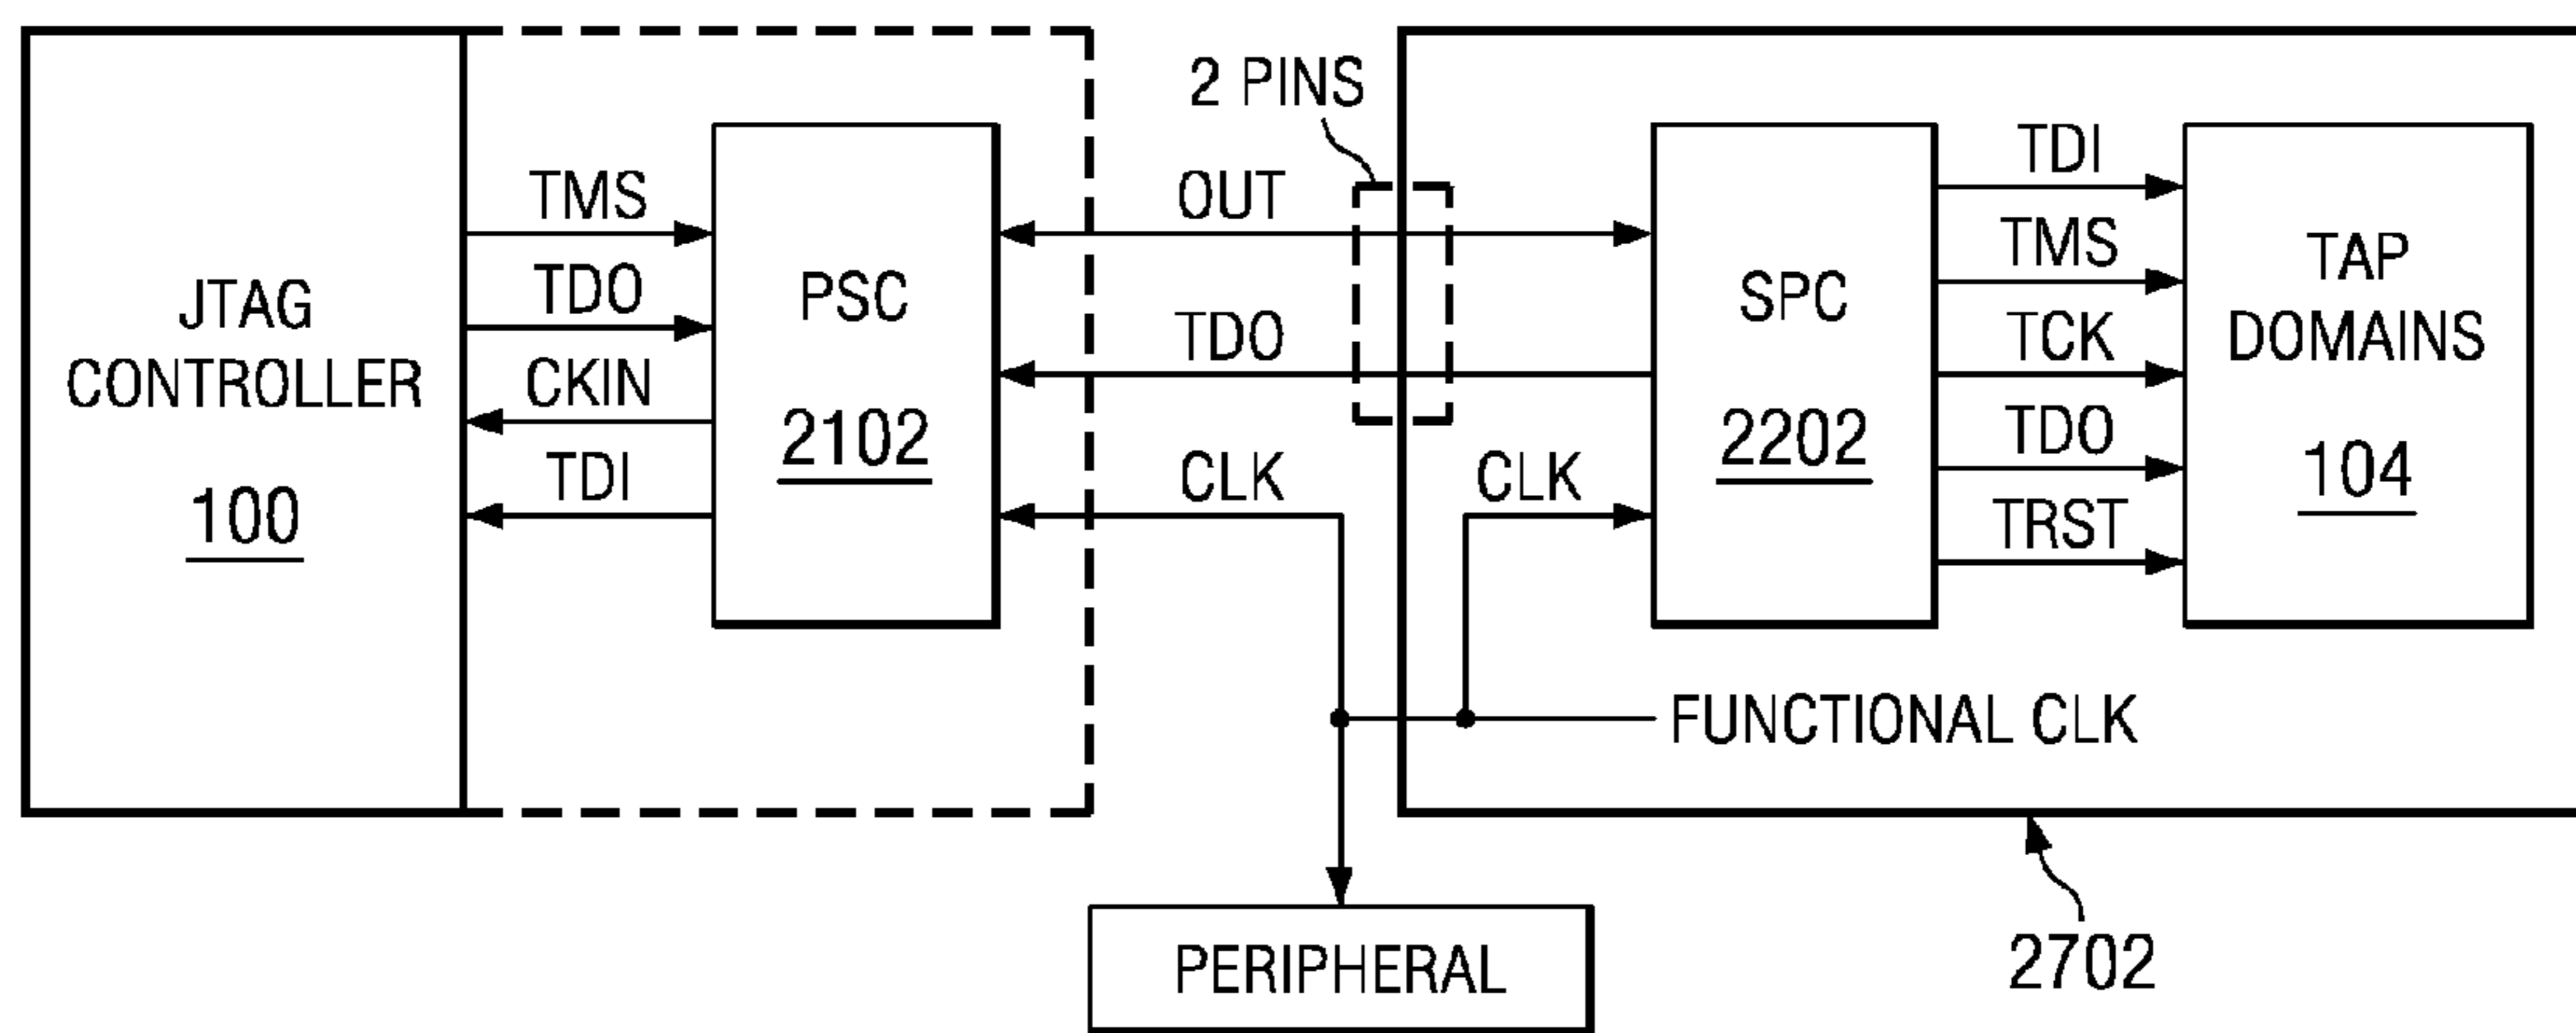 JTAG
CONTROLLER
100
TMS
TDO
CKIN
TDI
PSC
2102
2 PINS
OUT
TDO
CLK
CLK
SPC
2202
TDI
TMS
TCK
TDO
TRST
TAP
DOMAINS
104
FUNCTIONAL CLK
PERIPHERAL
2702